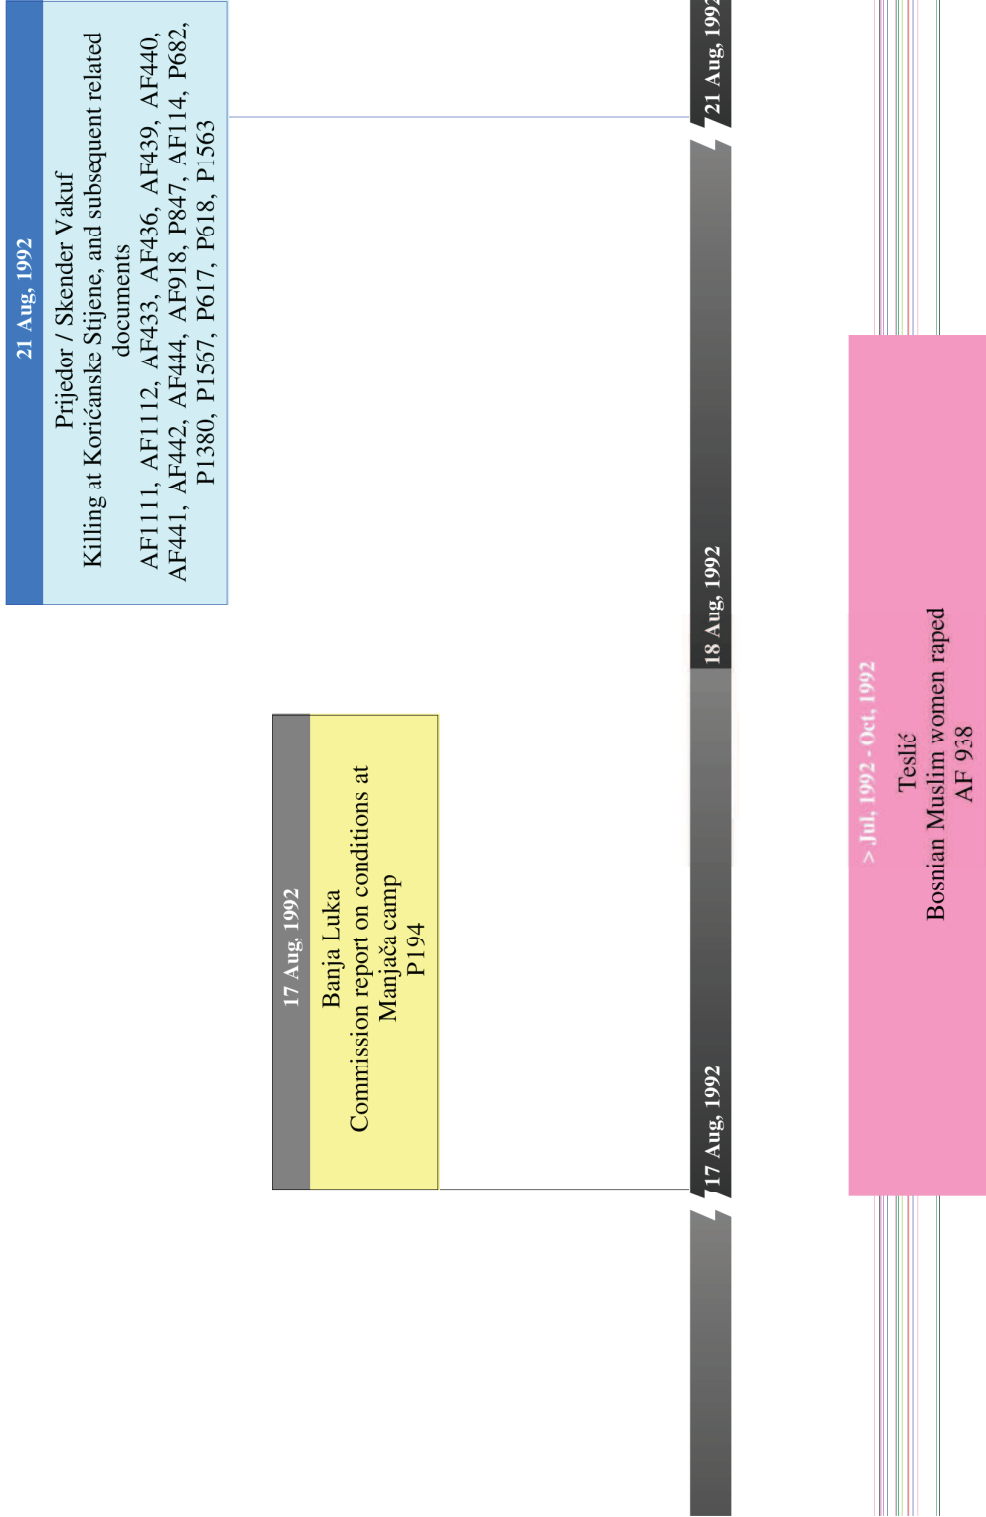 21 Aug, 1992
Prijedor / Skender Vakuf
Killing at Korićanske Stijene, and subsequent related
documents
AF1111, AF1112, AF433, AF436, AF439, AF440,
AF441, AF442, AF444, AF918, P847, AF114, P682,
P1380, P1567, P617, P618, P1563
17 Aug, 1992
Banja Luka
Commission report on conditions at
Manjača camp
P194
17 Aug, 1992
18 Aug, 1992
21 Aug, 1992
> Jul, 1992 - Oct, 1992
Teslić
Bosnian Muslim women raped
AF 938